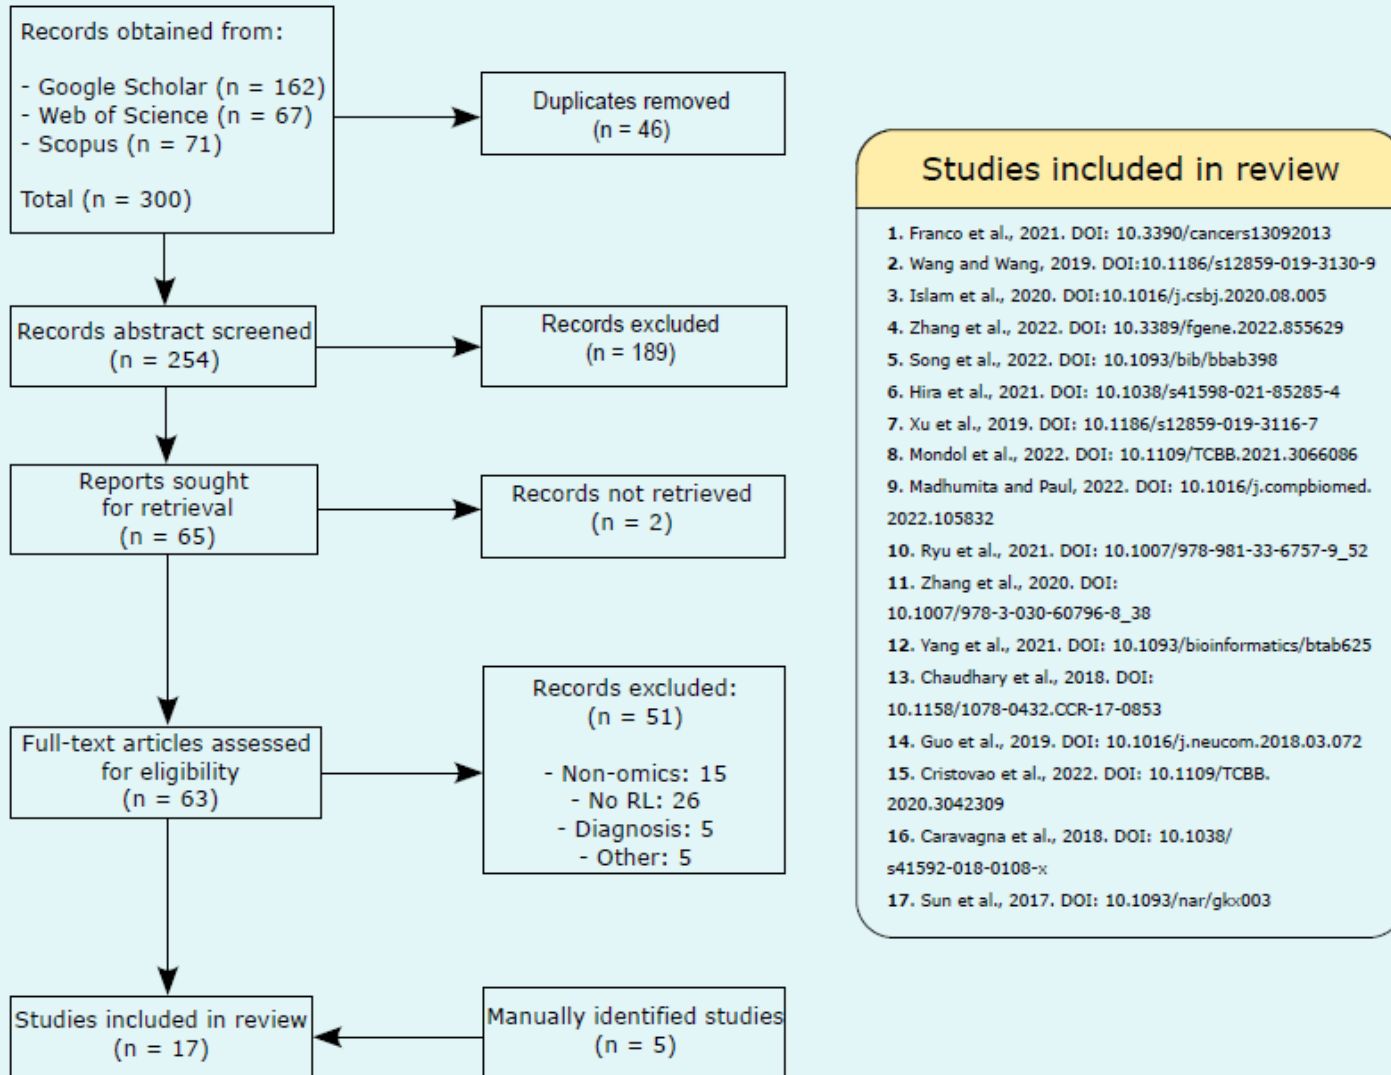 Records obtained from:
- Google Scholar (n = 162)
- Web of Science (n = 67)
- Scopus (n = 71)
Total (n = 300)
Duplicates removed
(n = 46)
Records abstract screened
(n = 254)
Records excluded
(n = 189)
Reports sought
for retrieval
(n = 65)
Records not retrieved
(n = 2)
Full-text articles assessed
for eligibility
(n = 63)
Records excluded:
(n = 51)
- Non-omics: 15
- No RL: 26
- Diagnosis: 5
- Other: 5
Studies included in review
(n = 17)
Manually identified studies
(n = 5)
Studies included in review
1. Franco et al., 2021. DOI: 10.3390/cancers13092013
2. Wang and Wang, 2019. DOI:10.1186/s12859-019-3130-9
3. Islam et al., 2020. DOI:10.1016/j.csbj.2020.08.005
4. Zhang et al., 2022. DOI: 10.3389/fgene.2022.855629
5. Song et al., 2022. DOI: 10.1093/bib/bbab398
6. Hira et al., 2021. DOI: 10.1038/s41598-021-85285-4
7. Xu et al., 2019. DOI: 10.1186/s12859-019-3116-7
8. Mondol et al., 2022. DOI: 10.1109/TCBB.2021.3066086
9. Madhumita and Paul, 2022. DOI: 10.1016/j.compbiomed.
2022.105832
10. Ryu et al., 2021. DOI: 10.1007/978-981-33-6757-9_52
11. Zhang et al., 2020. DOI:
10.1007/978-3-030-60796-8_38
12. Yang et al., 2021. DOI: 10.1093/bioinformatics/btab625
13. Chaudhary et al., 2018. DOI:
10.1158/1078-0432.CCR-17-0853
14. Guo et al., 2019. DOI: 10.1016/j.neucom.2018.03.072
15. Cristovao et al., 2022. DOI: 10.1109/TCBB.
2020.3042309
16. Caravagna et al., 2018. DOI: 10.1038/
s41592-018-0108-x
17. Sun et al., 2017. DOI: 10.1093/nar/gkx003